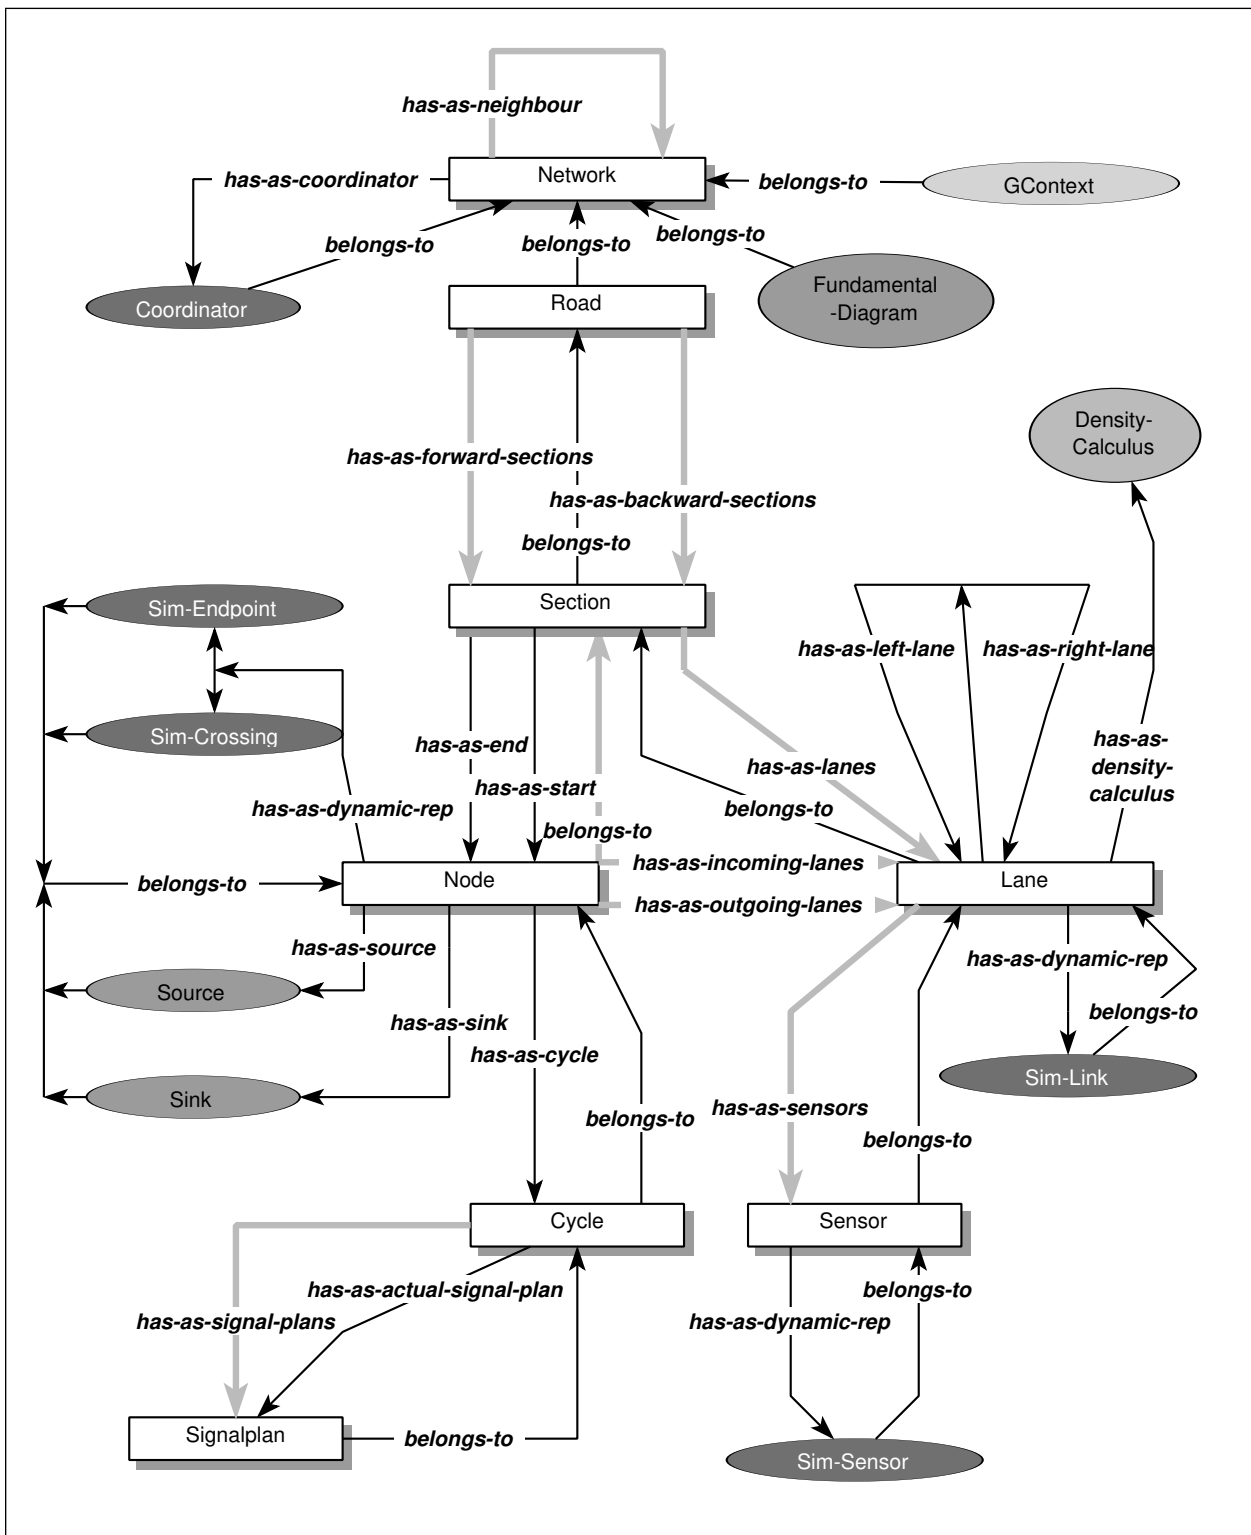 has-as-neighbour
Network
has-as-coordinator
belongs-to
GContext
belongs-to
belongs-to
belongs-to
Coordinator
Road
Fundamental
-Diagram
Density-
Calculus
has-as-forward-sections
has-as-backward-sections
belongs-to
Sim-Endpoint
Section
has-as-left-lane
has-as-right-lane
Sim-Crossing
has-as-end
has-as-start
has-as-lanes
has-as-
density-
calculus
has-as-dynamic-rep
belongs-to
belongs-to
has-as-incoming-lanes
belongs-to
Node
Lane
has-as-outgoing-lanes
has-as-source
has-as-dynamic-rep
Source
has-as-sink
belongs-to
has-as-cycle
Sim-Link
Sink
has-as-sensors
belongs-to
belongs-to
Cycle
Sensor
has-as-actual-signal-plan
belongs-to
has-as-signal-plans
has-as-dynamic-rep
Signalplan
belongs-to
Sim-Sensor